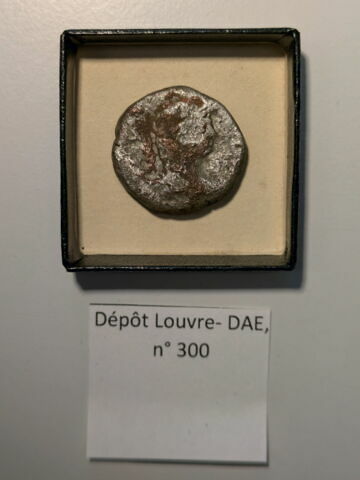 Dépôt Louvre- DAE,
n° 300